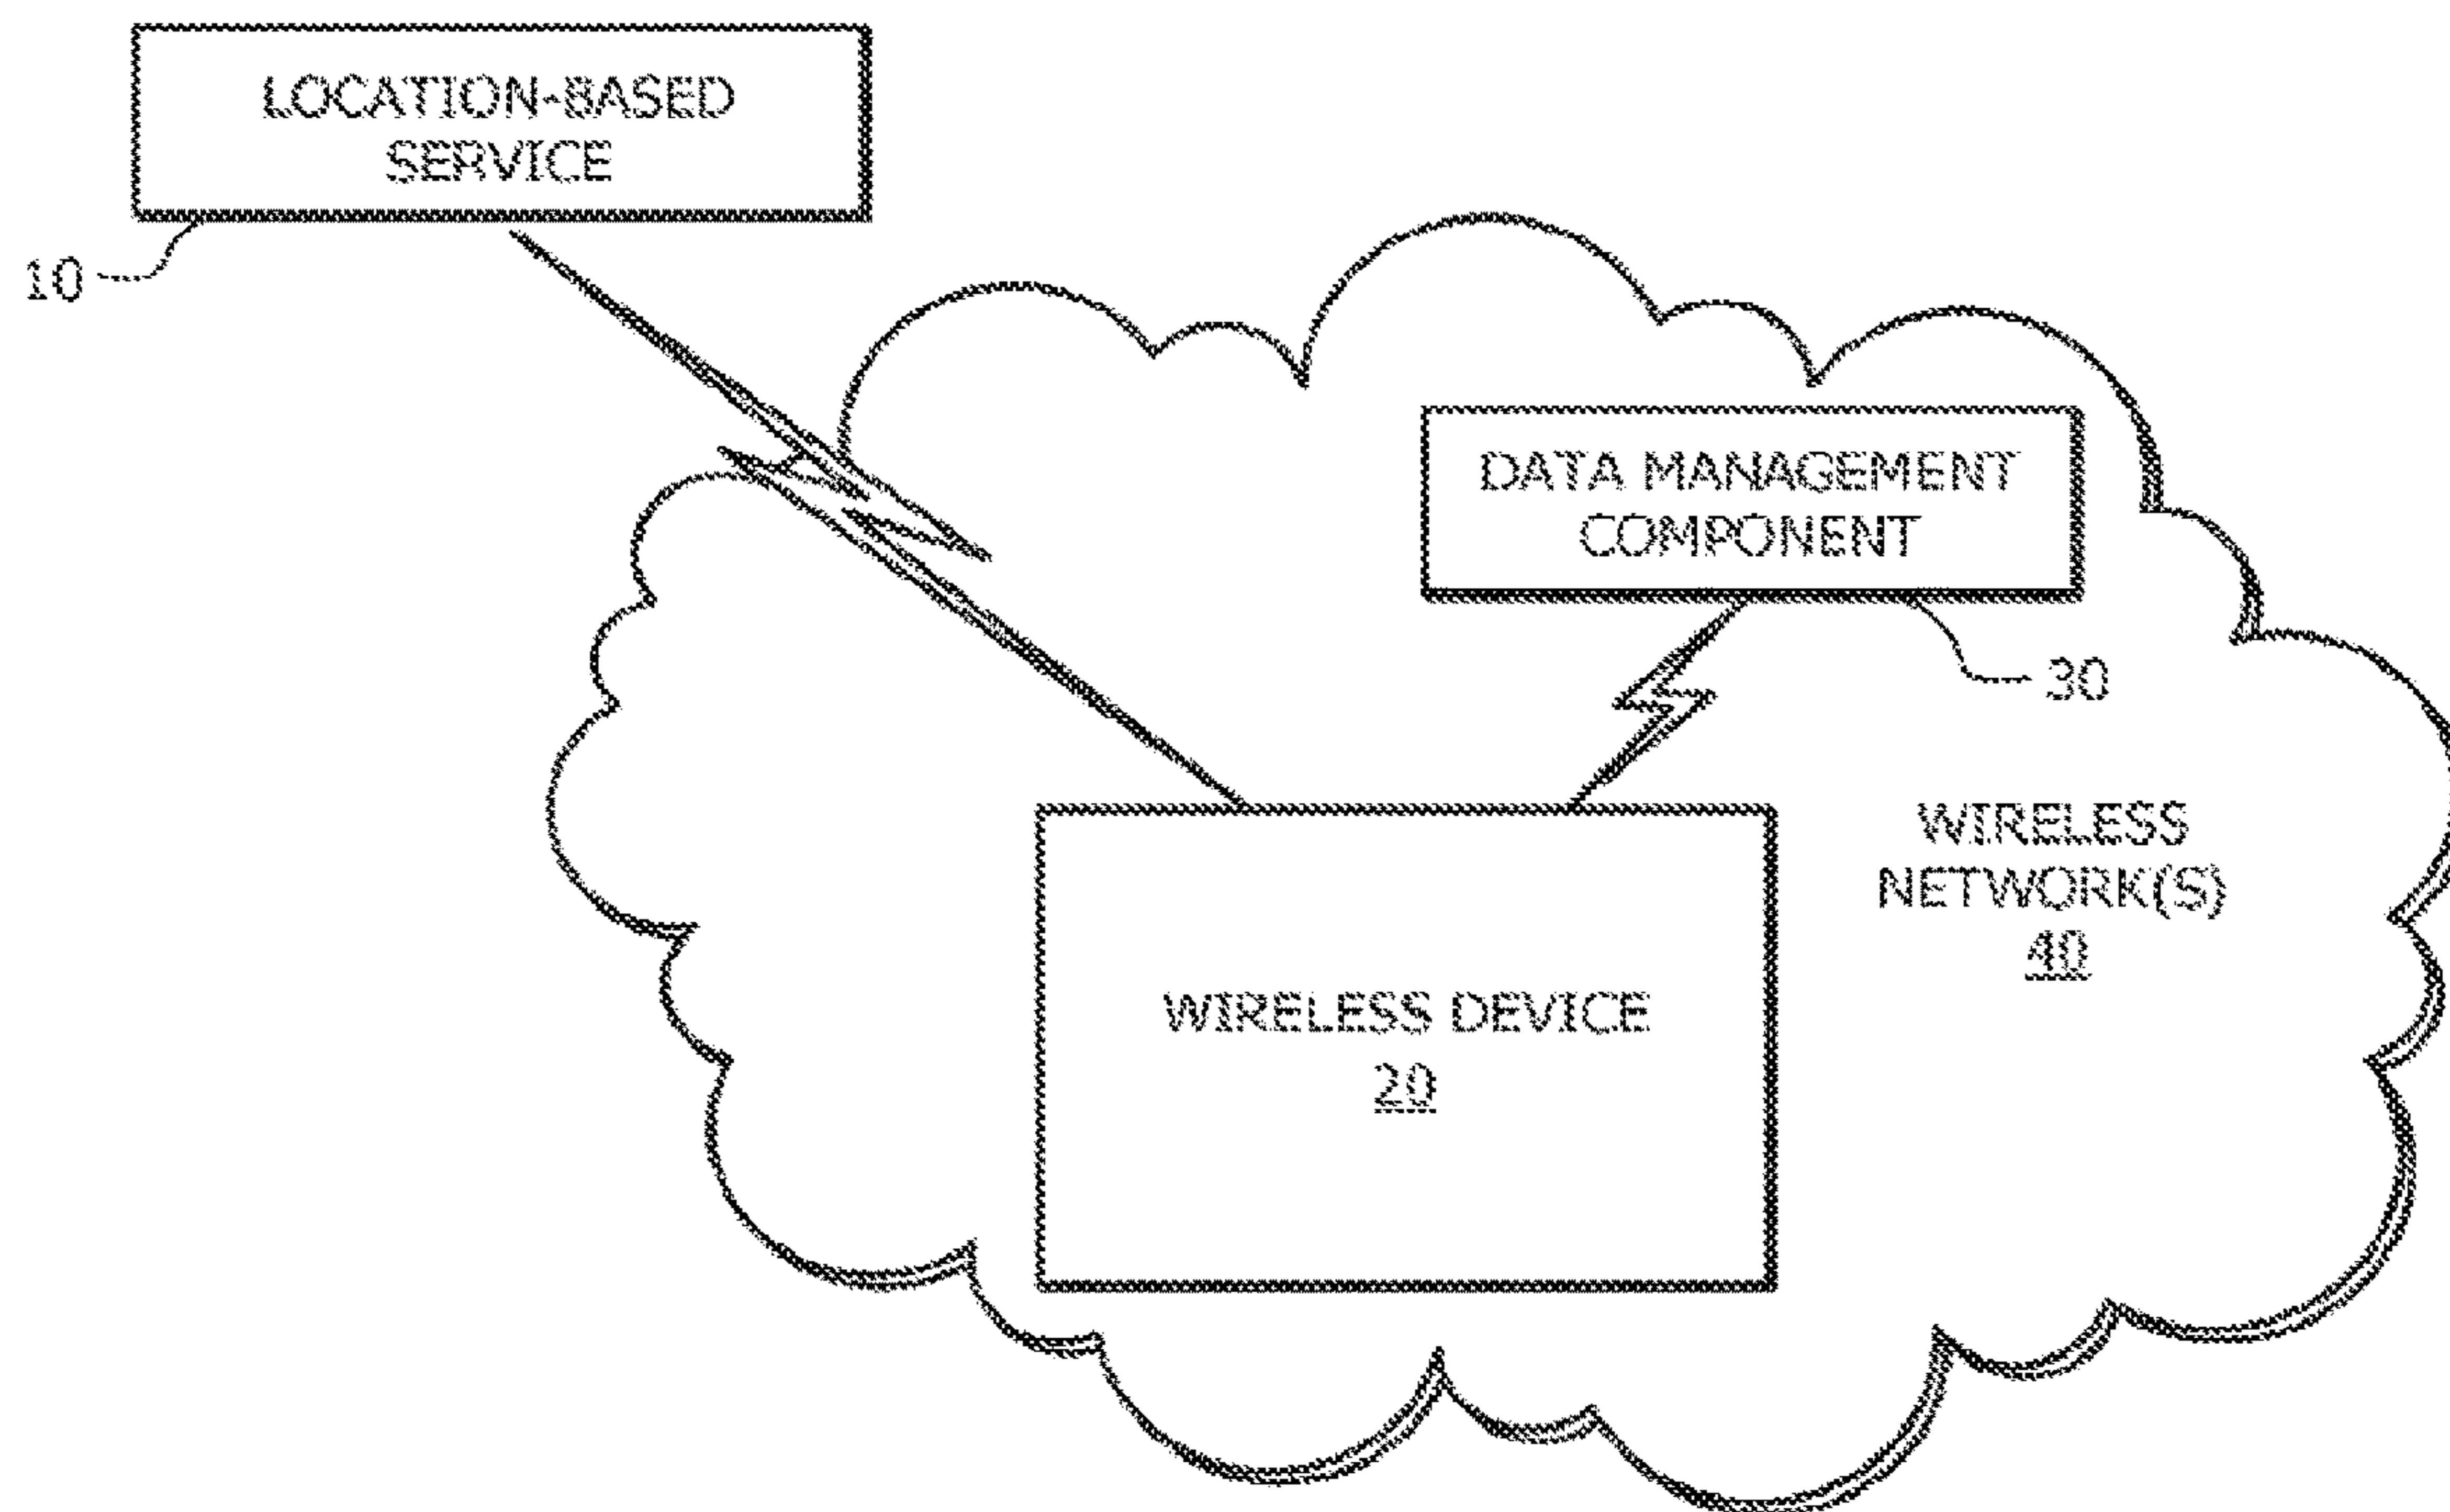 LOCATION-BASED
SERVICE
10
DATA MANAGEMENT
COMPONENT
30
WIRELESS
NETWORK(S)
40
WIRELESS DEVICE
20